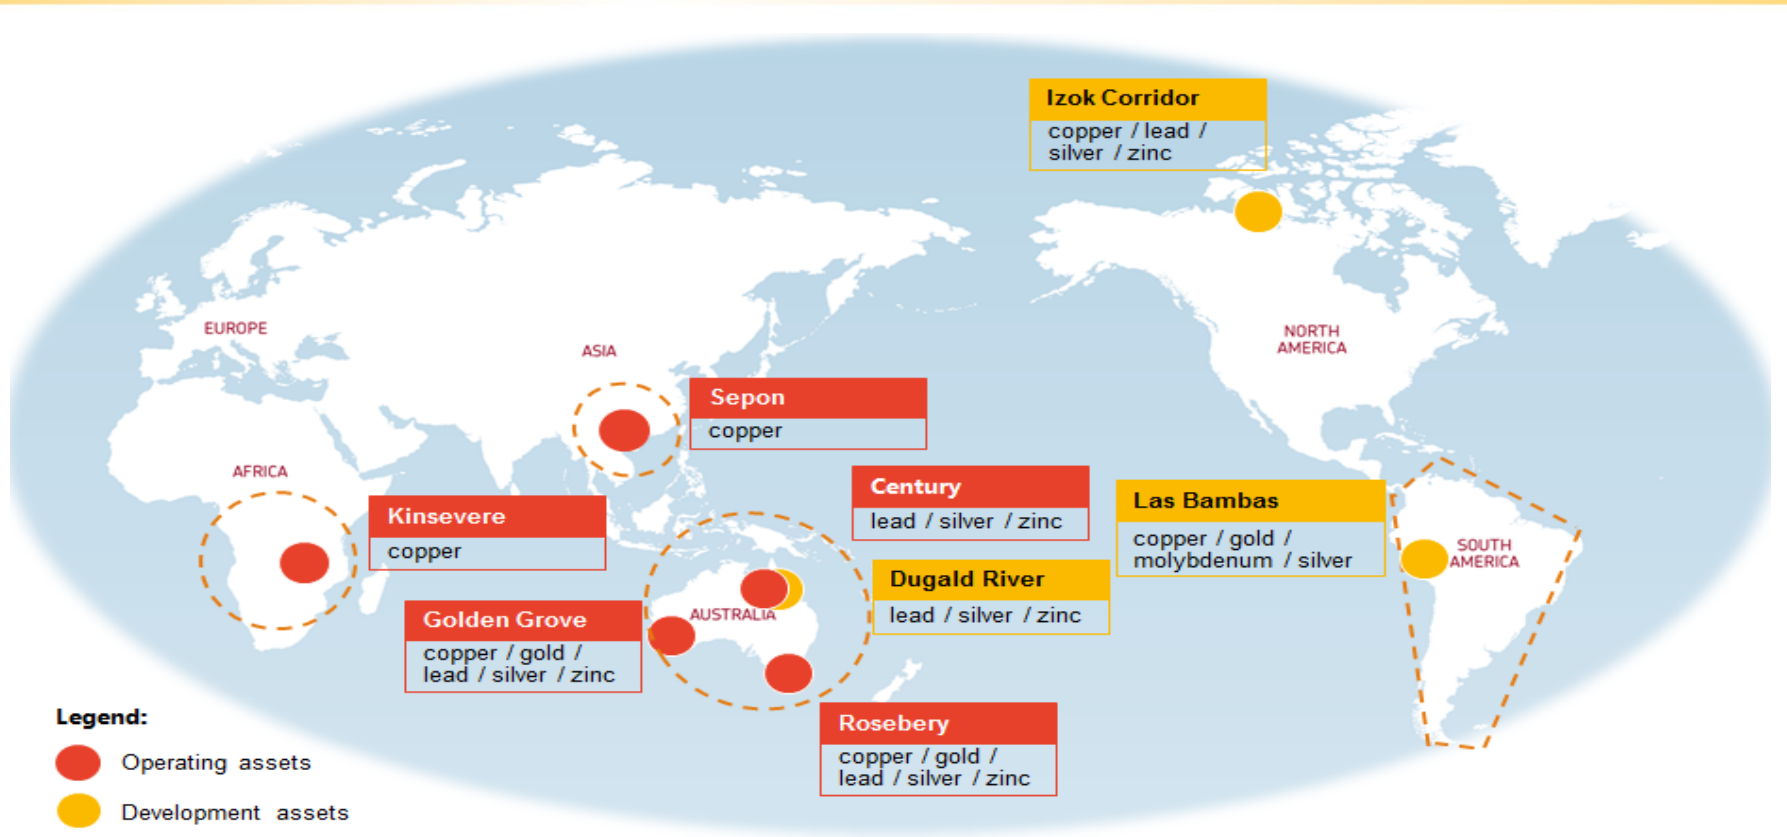 Izok Corridor
copper / lead /
silver / zinc
EUROPE
ASIA
NORTH
AMERICA
Sepon
copper
AFRICA
Kinsevere
copper
Century
lead / silver / zinc
Las Bambas
copper / gold /
molybdenum / silver
SOUTH
AMERICA
Dugald River
lead / silver / zinc
AUSTRALIA
Golden Grove
copper / gold /
lead / silver / zinc
Rosebery
copper / gold /
lead / silver / zinc
Legend:
Operating assets
Development assets